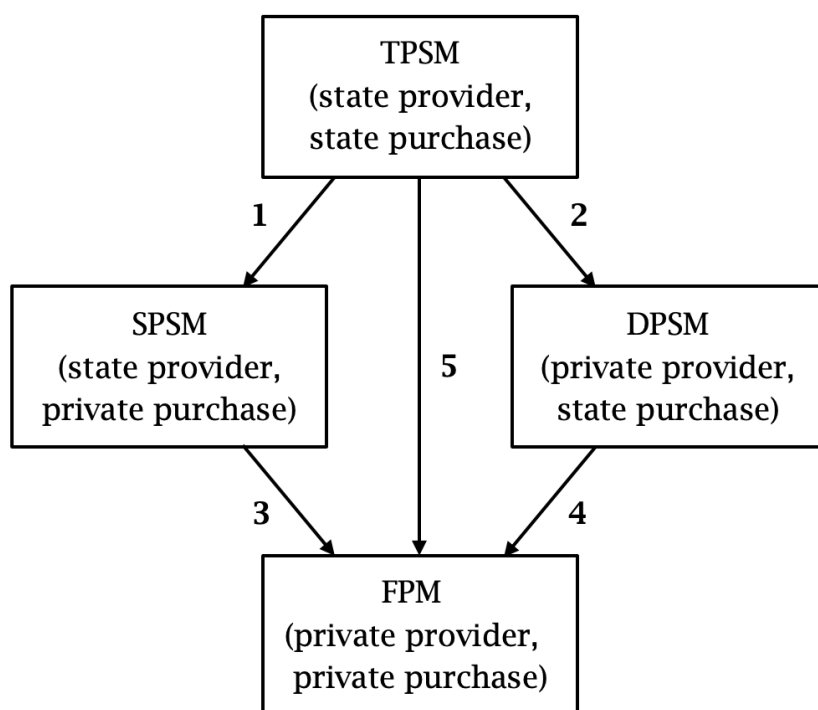 TPSM
(state provider,
state purchase)
1
2
SPSM
(state provider,
private purchase)
5
DPSM
(private provider,
state purchase)
3
4
FPM
(private provider,
private purchase)